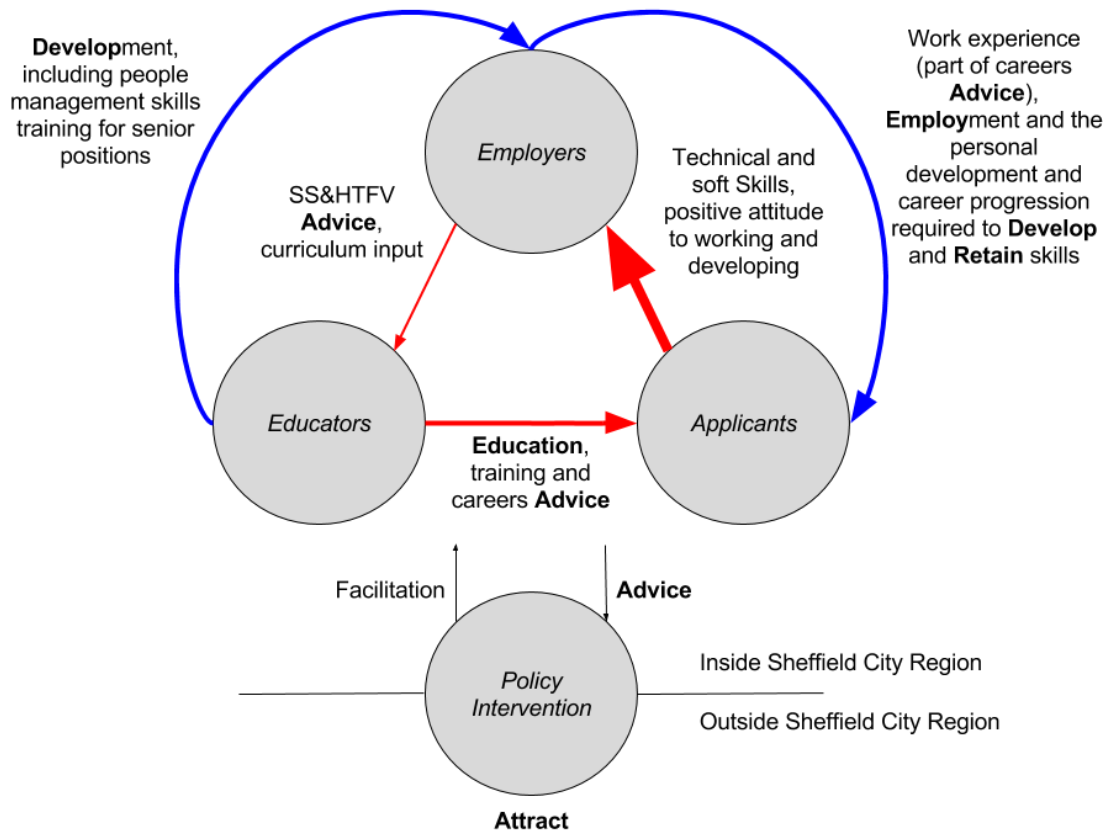 Development,
including people
management skills
training for senior
positions
Work experience
(part of careers
Advice),
Employment and the
personal
development and
career progression
required to Develop
and Retain skills
Employers
SS&HTFV
Advice,
curriculum input
Technical and
soft Skills,
positive attitude
to working and
developing
Educators
Applicants
Education,
training and
careers Advice
Facilitation
Advice
Policy
Intervention
Inside Sheffield City Region
Outside Sheffield City Region
Attract